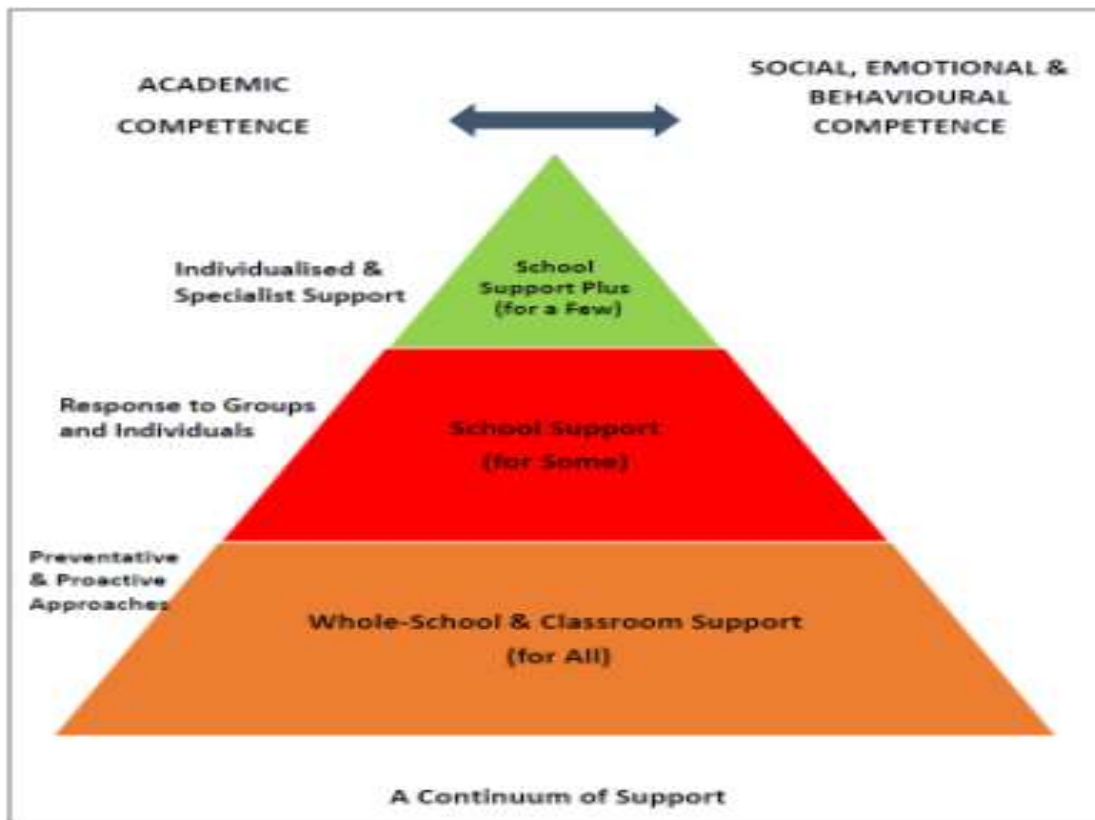 ACADEMIC
COMPETENCE
SOCIAL, EMOTIONAL &
BEHAVIOURAL
COMPETENCE
Individualised &
Specialist Support
School
Support Plus
(for a Few)
Response to Groups
and Individuals
School Support
(for Some)
Preventative
& Proactive
Approaches
Whole-School & Classroom Support
(for All)
A Continuum of Support